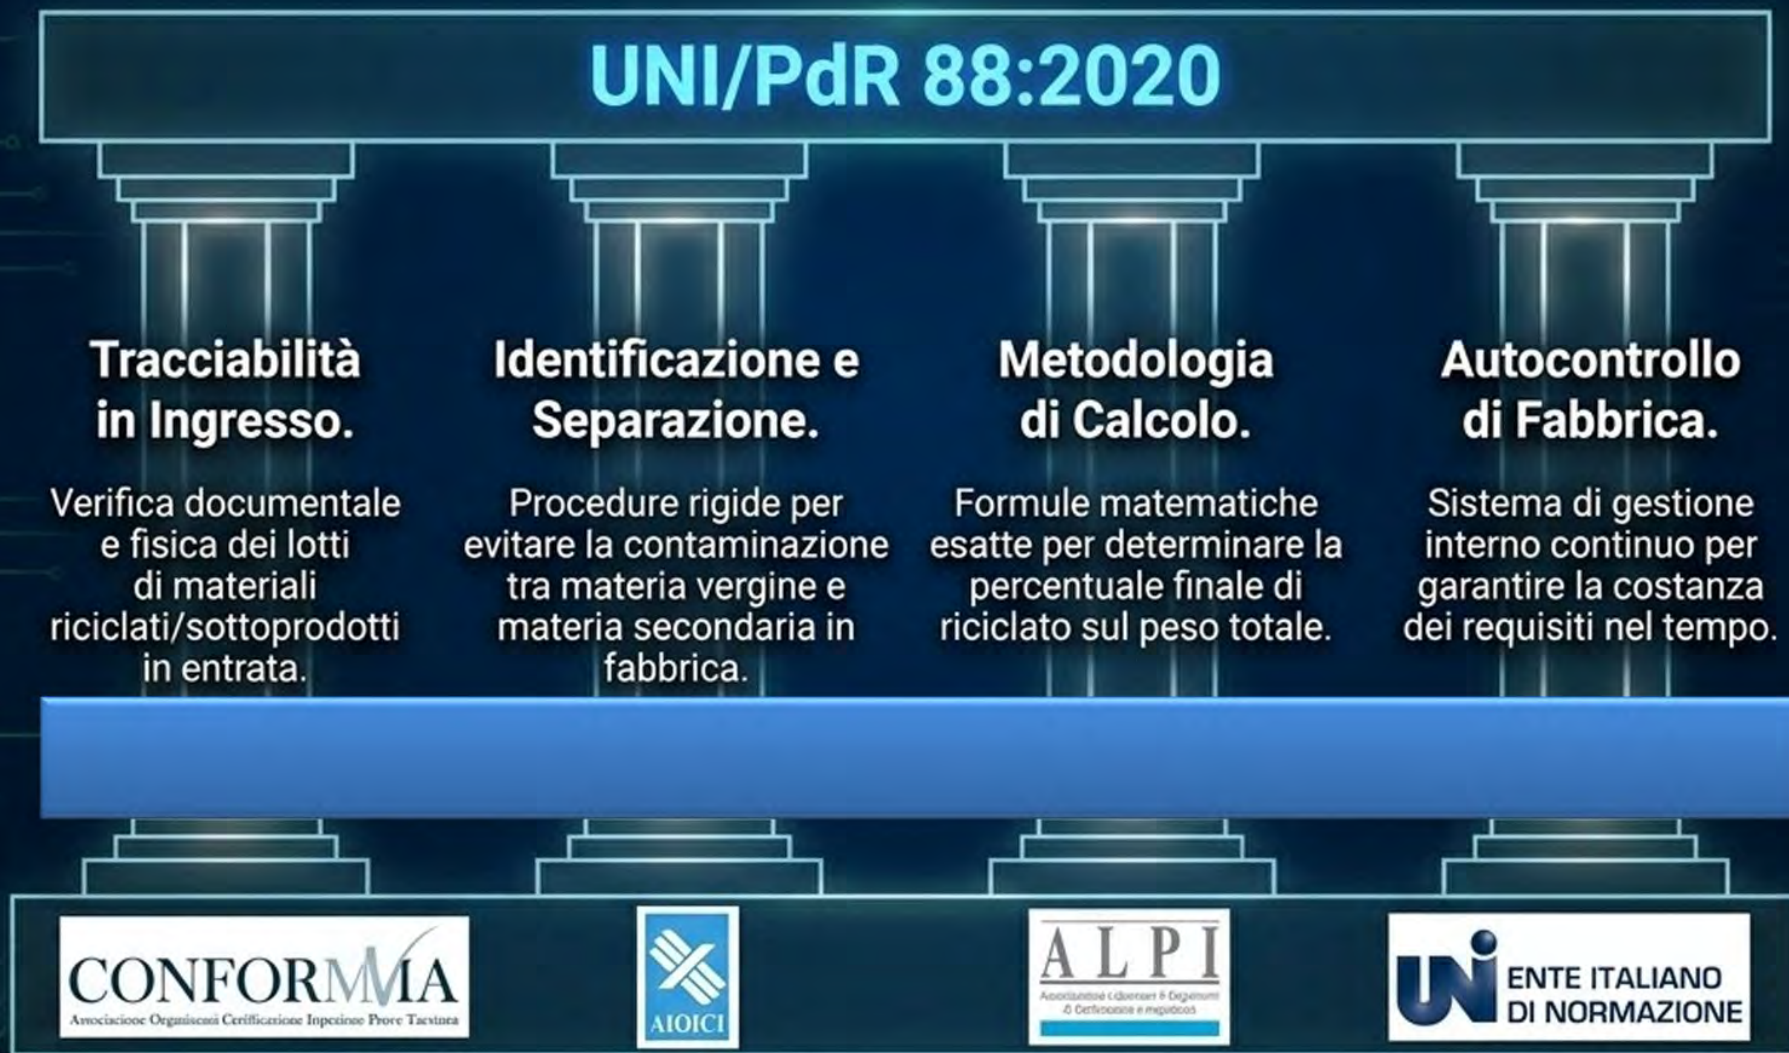 UNI/PdR 88:2020
Tracciabilità
in Ingresso.
Verifica documentale
e fisica dei lotti
di materiali
riciclati/sottoprodotti
in entrata.
Identificazione e
Separazione.
Procedure rigide per
evitare la contaminazione
tra materia vergine e
materia secondaria in
fabbrica.
Metodologia
di Calcolo.
Formule matematiche
esatte per determinare la
percentuale finale di
riciclato sul peso totale.
Autocontrollo
di Fabbrica.
Sistema di gestione
interno continuo per
garantire la costanza
dei requisiti nel tempo.
CONFORMA
Prove
AIOICI
ALPI
UNI
ENTE ITALIANO
DI NORMAZIONE